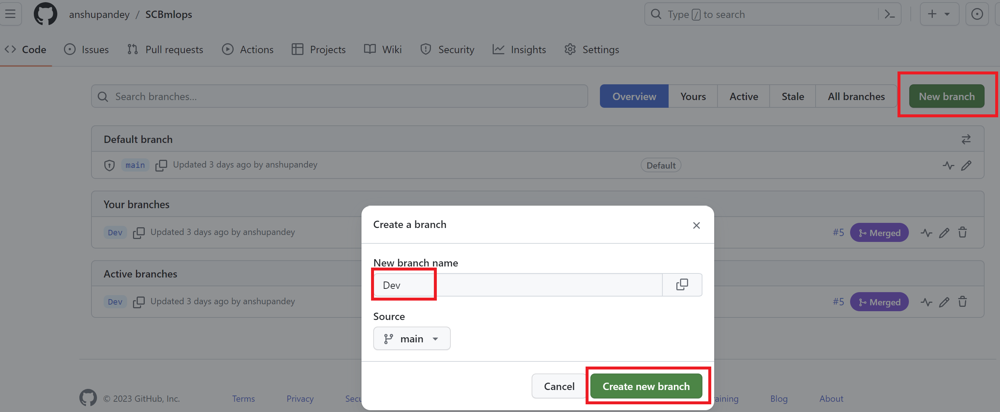 anshupandey / SCBmlops
Type / to search
Code Issues Pull requests Actions Projects Wiki Security Insights Settings
Search branches...
Overview Yours Active Stale All branches New branch
Default branch
main Updated 3 days ago by anshupandey Default
Your branches
Dev Updated 3 days ago by anshupandey #5 Merged
Active branches
Dev Updated 3 days ago by anshupandey #5 Merged
Create a branch
New branch name
Dev
Source
main
Cancel Create new branch
© 2023 GitHub, Inc. Terms Privacy Secu raining Blog About